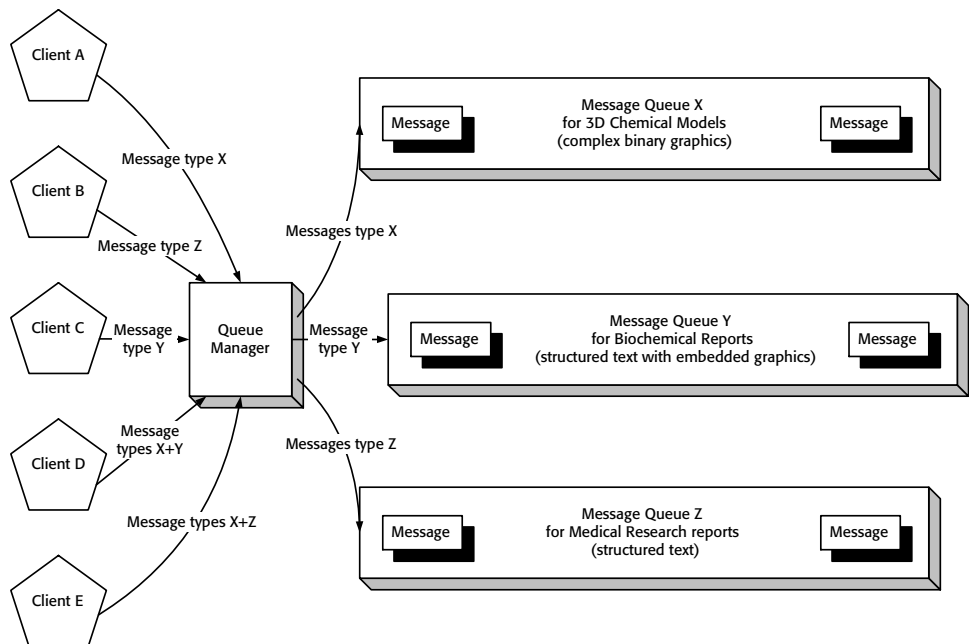 Client A
Message type X
Client B
Message type Z
Client C
Message
type Y
Client D
Message
types X+Y
Client E
Message types X+Z
Queue
Manager
Messages type X
Message
type Y
Messages type Z
Message
Message Queue X
for 3D Chemical Models
(complex binary graphics)
Message
Message
Message Queue Y
for Biochemical Reports
(structured text with embedded graphics)
Message
Message
Message Queue Z
for Medical Research reports
(structured text)
Message